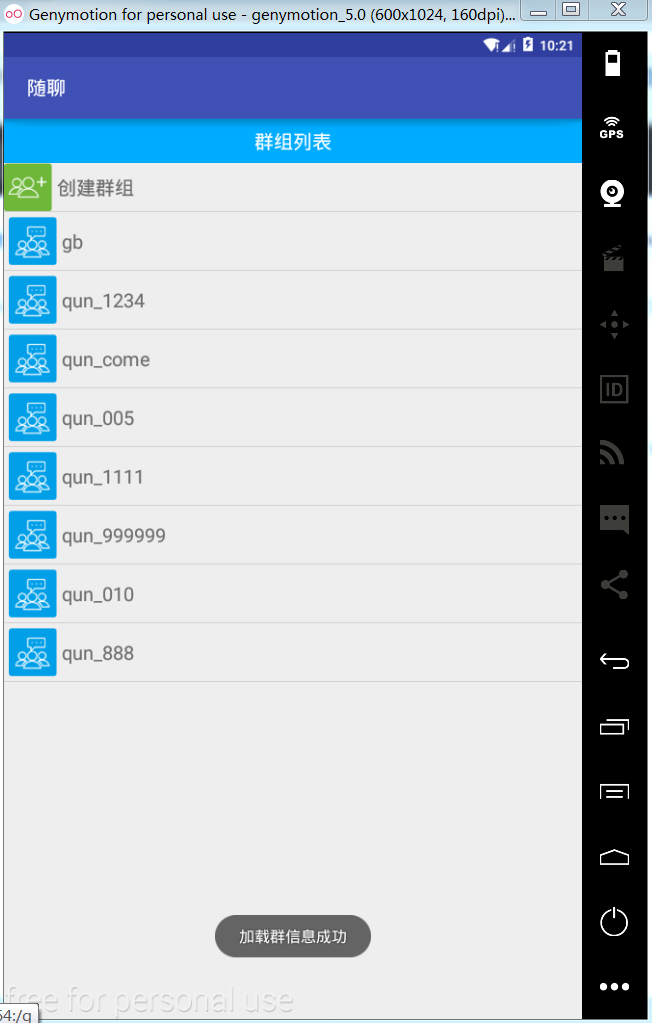 Genymotion for personal use - genymotion_5.0 (600x1024, 160dpi)...
10:21
随聊
GPS
群组列表
创建群组
gb
qun_1234
qun_come
ID
qun_005
qun_1111
qun_999999
qun_010
qun_888
加载群信息成功
free for personal use
54:/g